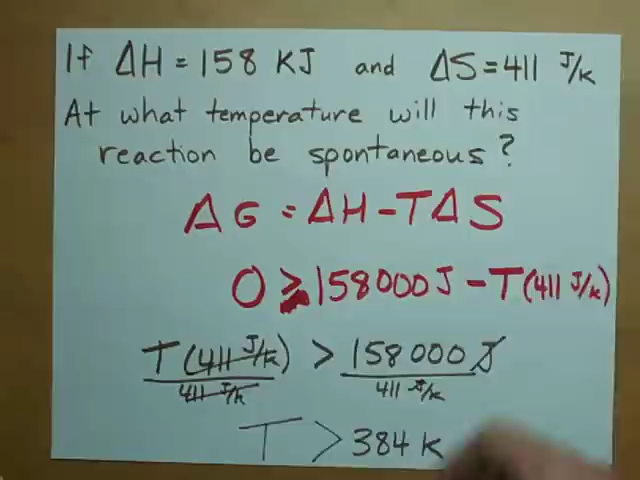 If ΔH = 158 KJ and ΔS = 411 J/K
At what temperature will this
reaction be spontaneous?
ΔG = ΔH - TΔS
0 > 158000J - T(411 J/K)
T(411 J/K) / 411 J/K > 158000 J / 411 J/K
T > 384 K